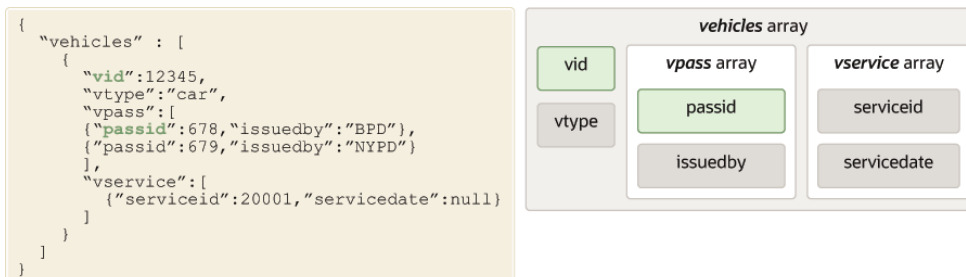 {
“vehicles” : [
{
“vid”:12345,
“vtype”:”car”,
“vpass”:[
{“passid”:678,“issuedby”:”BPD”},
{“passid”:679,”issuedby”:”NYPD”}
],
“vservice”:[
{”serviceid”:20001,”servicedate”:null}
]
}
]
}
vehicles array
vid
vtype
vpass array
passid
issuedby
vservice array
serviceid
servicedate